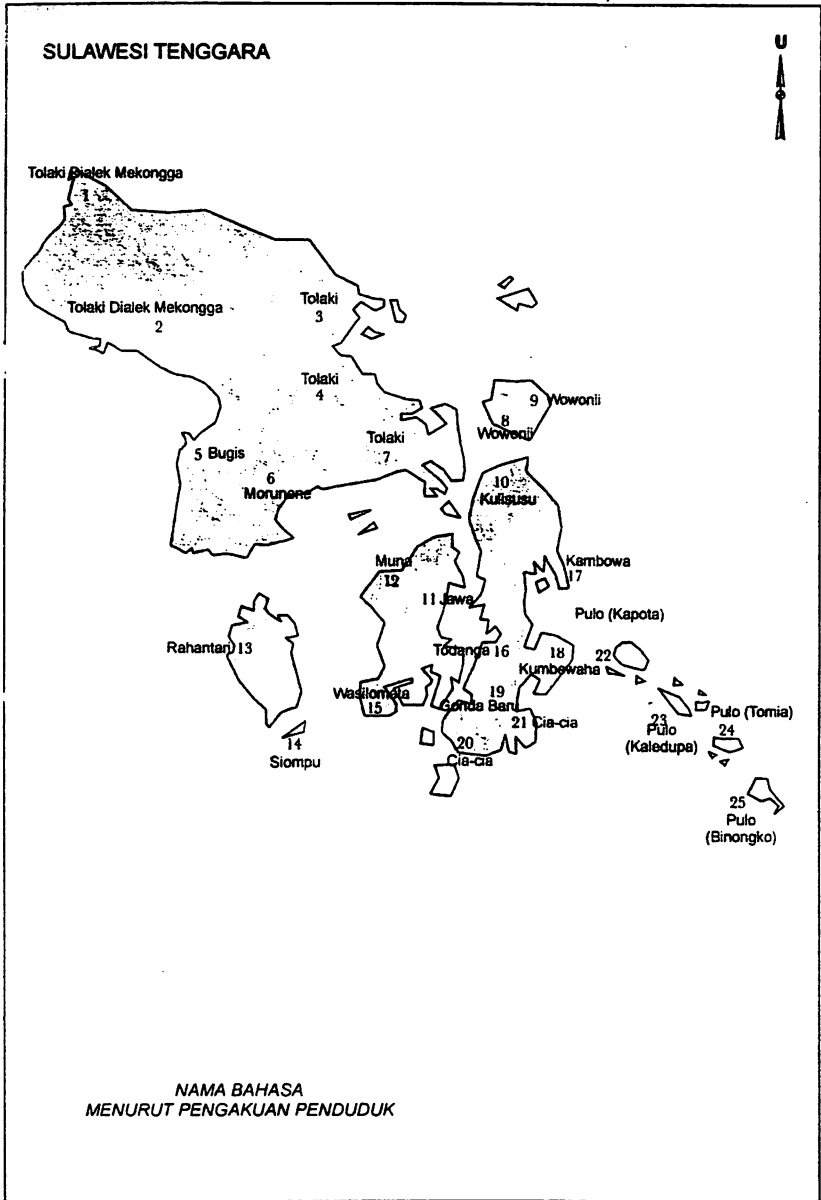 SULAWESI TENGGARA
U
Tolaki Dialek Mekongga
1
Tolaki Dialek Mekongga
2
Tolaki
3
Tolaki
4
5 Bugis
6
Morunene
Tolaki
7
8
Wowonii
9 Wowonii
10
Kulisusu
Muna
12
11 Jawa
Kambowa
17
Pulo (Kapota)
Rahantari 13
Todanga 16
18
Kumbewaha
22
Wasilomata
15
19
Gonda Baru
21 Cia-cia
20
Cia-cia
14
Siompu
23
Pulo
(Kaledupa)
Pulo (Tomia)
24
25
Pulo
(Binongko)
NAMA BAHASA
MENURUT PENGAKUAN PENDUDUK